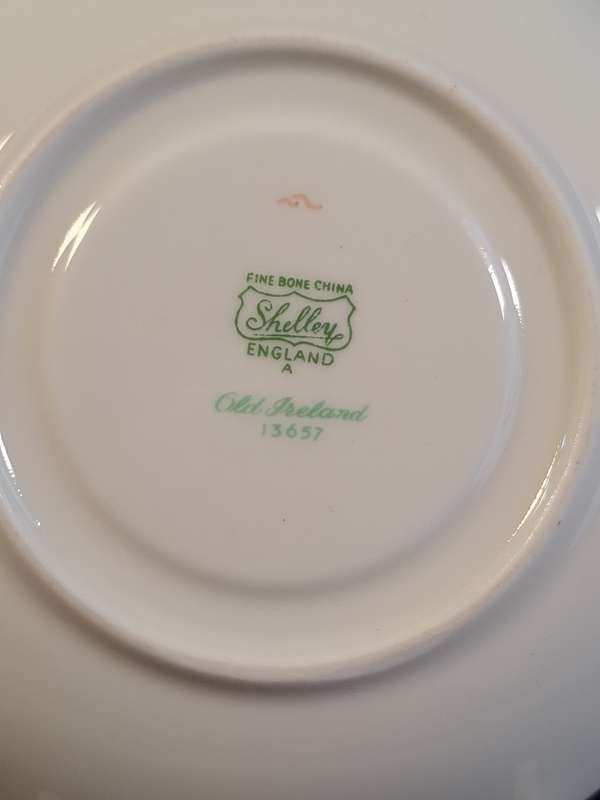 FINE BONE CHINA
Shelley
ENGLAND
A
Old Ireland
13657